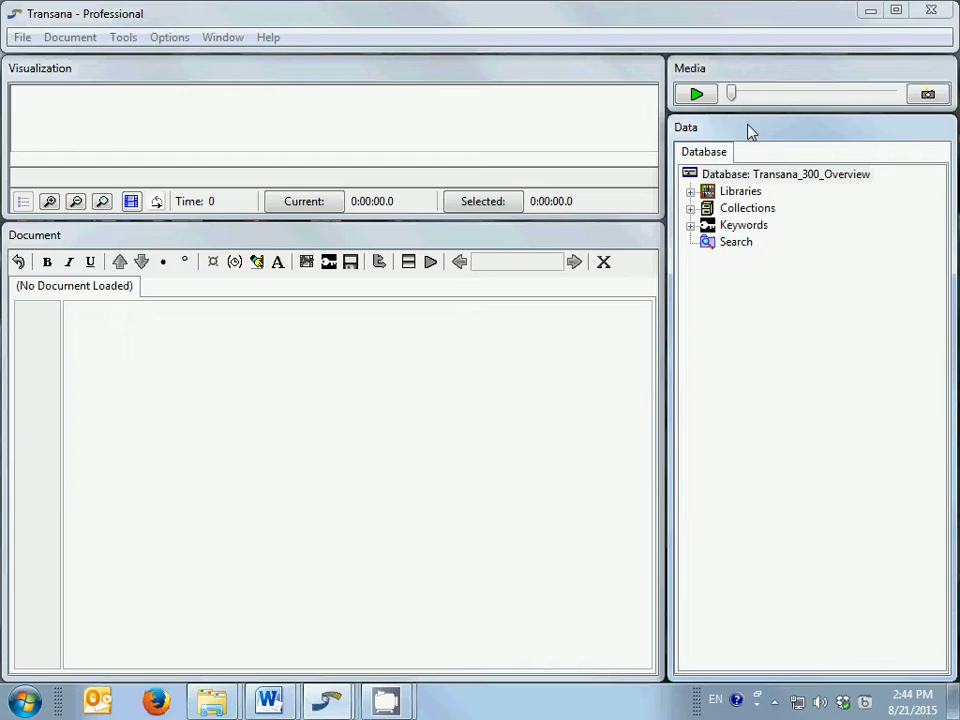 Transana - Professional
File Document Tools Options Window Help
Visualization
Time: 0 Current: 0:00:00.0 Selected: 0:00:00.0
Media
Data
Database
Database: Transana_300_Overview
Libraries
Collections
Keywords
Search
Document
B I U A X
(No Document Loaded)
EN
2:44 PM
8/21/2015